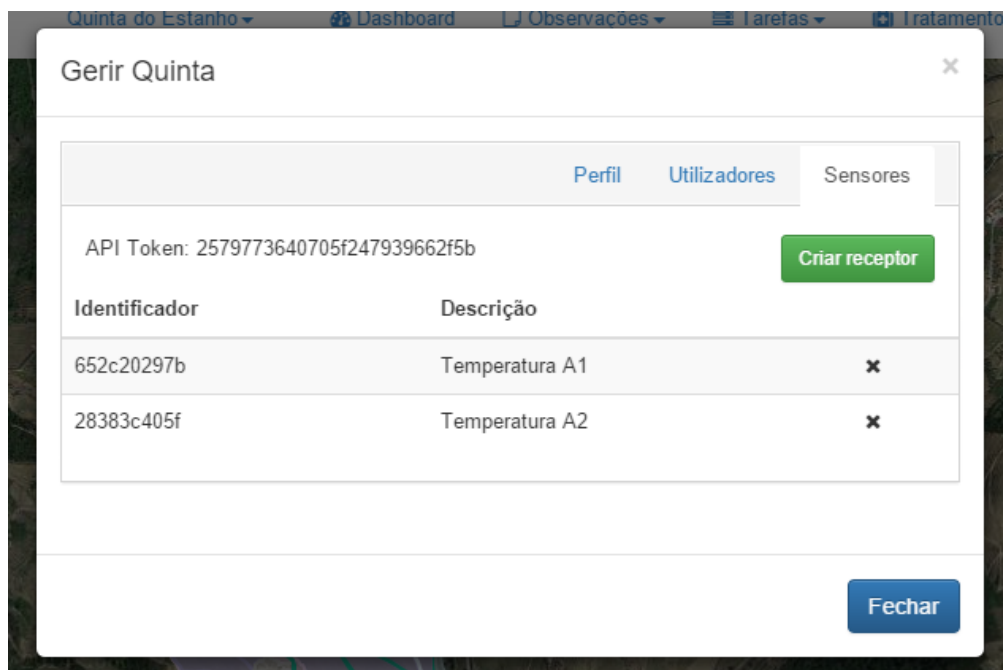 Quinta do Estanho Dashboard Observações Tarefas Tratamento
Gerir Quinta ×
Perfil Utilizadores Sensores
API Token: 2579773640705f247939662f5b
Criar receptor
Identificador Descrição
652c20297b Temperatura A1
28383c405f Temperatura A2
Fechar